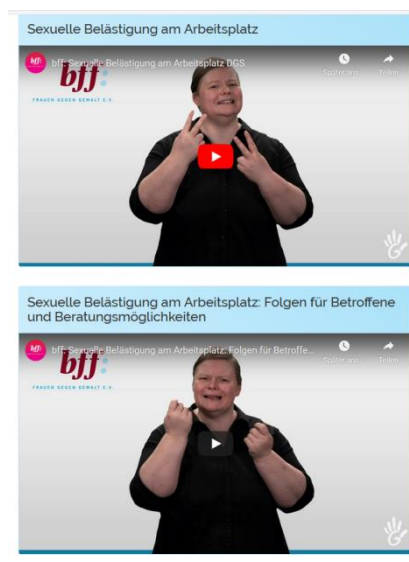 Sexuelle Belästigung am Arbeitsplatz
bff: Sexuelle Belästigung am Arbeitsplatz DGS
Später ans...
Teilen
bff:
FRAUEN GEGEN GEWALT E.V.
Sexuelle Belästigung am Arbeitsplatz: Folgen für Betroffene
und Beratungsmöglichkeiten
bff: Sexuelle Belästigung am Arbeitsplatz: Folgen für Betroffe...
Später ans...
Teilen
bff:
FRAUEN GEGEN GEWALT E.V.